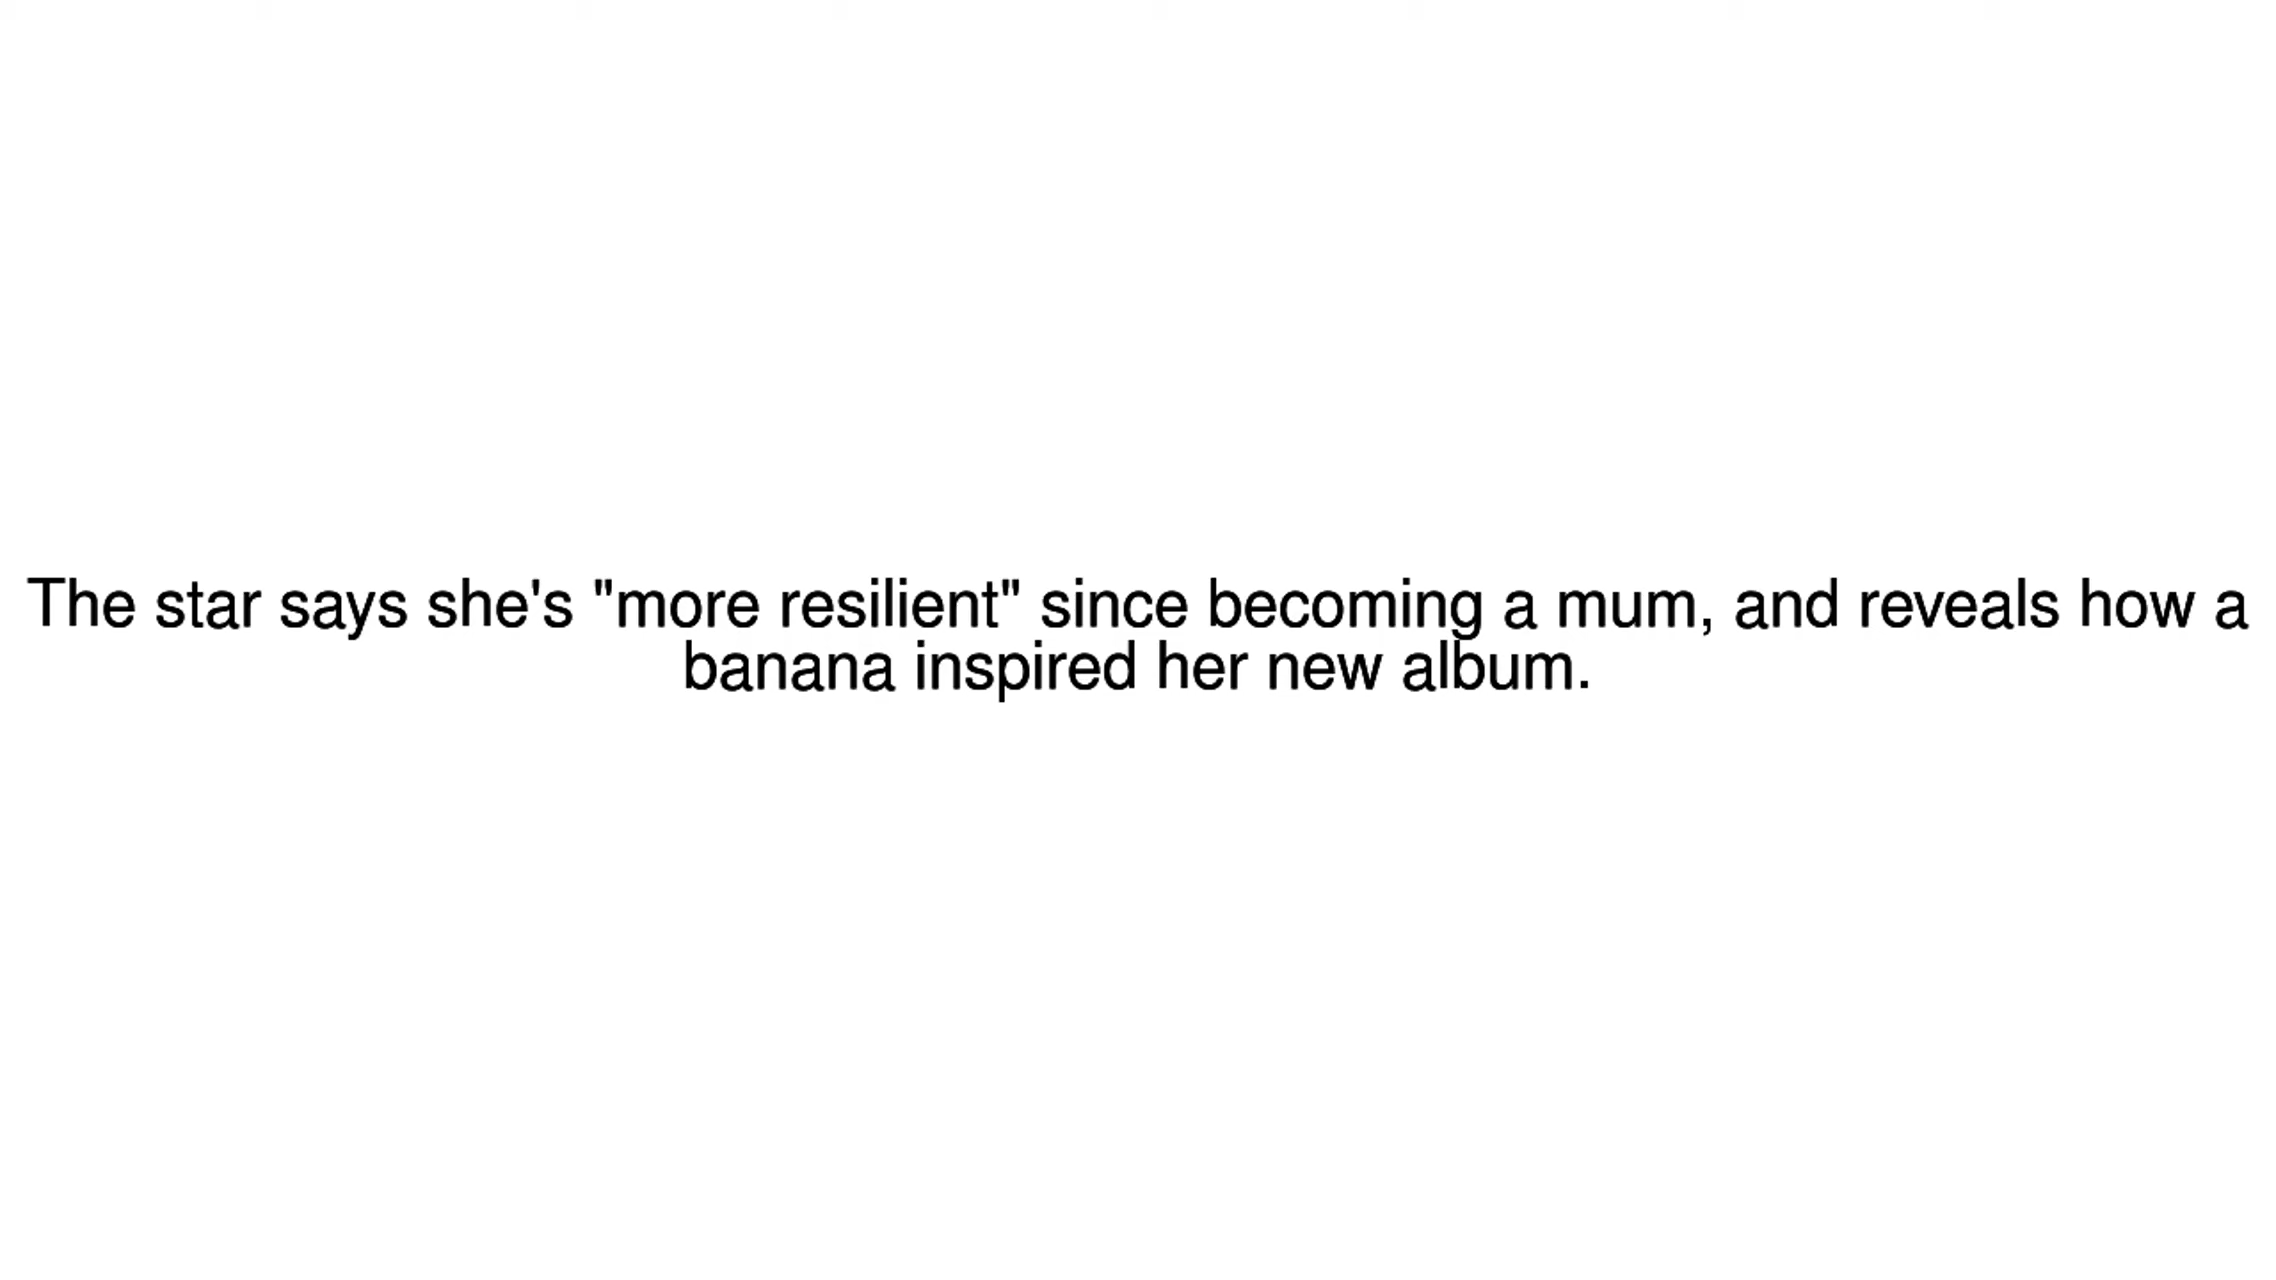 The star says she's "more resilient" since becoming a mum, and reveals how a
banana inspired her new album.